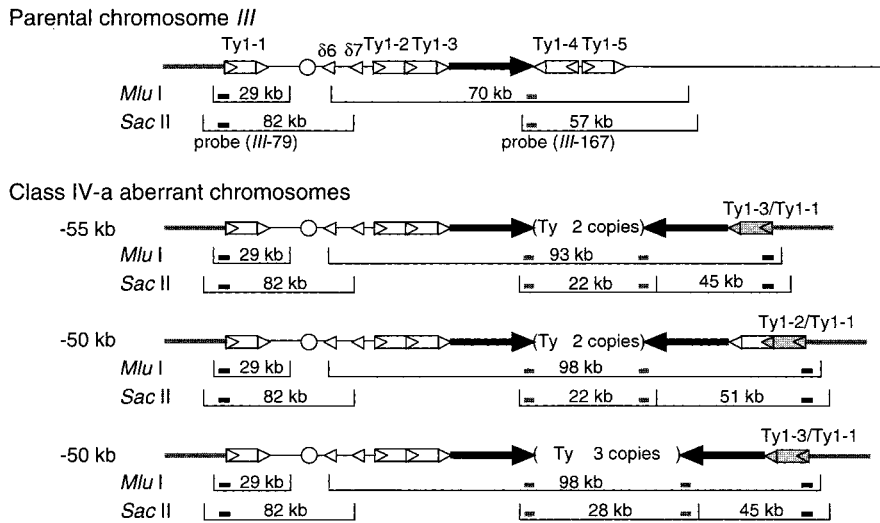 Parental chromosome III
Ty1-1 δ6 δ7 Ty1-2 Ty1-3 Ty1-4 Ty1-5
Mlu I 29 kb 70 kb
Sac II 82 kb 57 kb
probe (III-79) probe (III-167)
Class IV-a aberrant chromosomes
Ty1-3/Ty1-1
-55 kb (Ty 2 copies)
Mlu I 29 kb 93 kb
Sac II 82 kb 22 kb 45 kb
Ty1-2/Ty1-1
-50 kb (Ty 2 copies)
Mlu I 29 kb 98 kb
Sac II 82 kb 22 kb 51 kb
Ty1-3/Ty1-1
-50 kb ( Ty 3 copies )
Mlu I 29 kb 98 kb
Sac II 82 kb 28 kb 45 kb